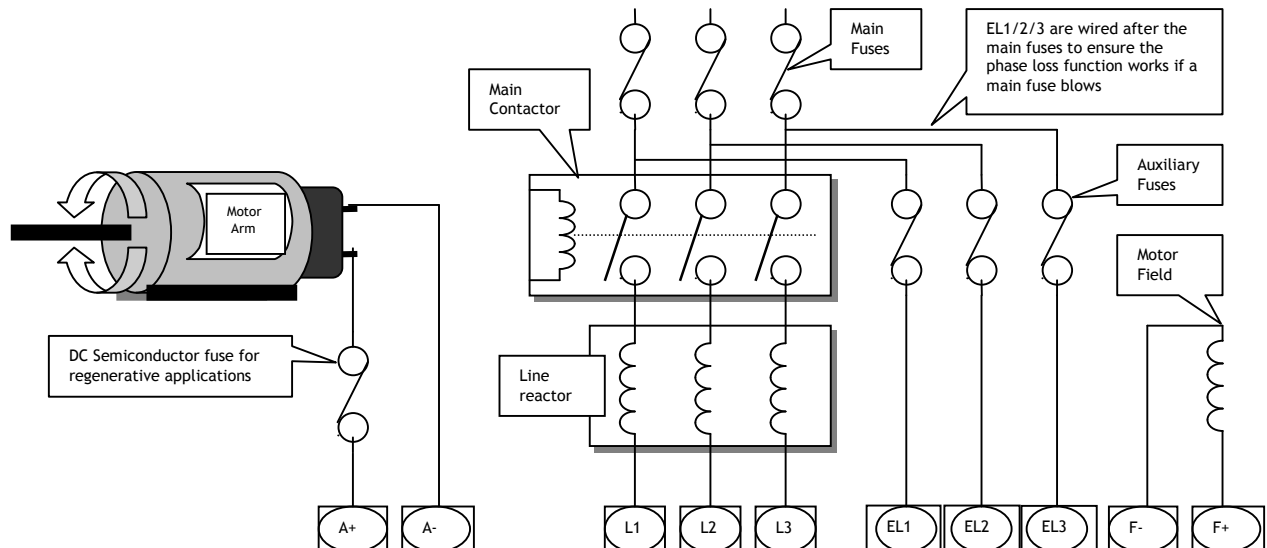 Main
Fuses
EL1/2/3 are wired after the
main fuses to ensure the
phase loss function works if a
main fuse blows
Main
Contactor
Auxiliary
Fuses
Motor
Arm
Motor
Field
DC Semiconductor fuse for
regenerative applications
Line
reactor
A+
A-
L1
L2
L3
EL1
EL2
EL3
F-
F+